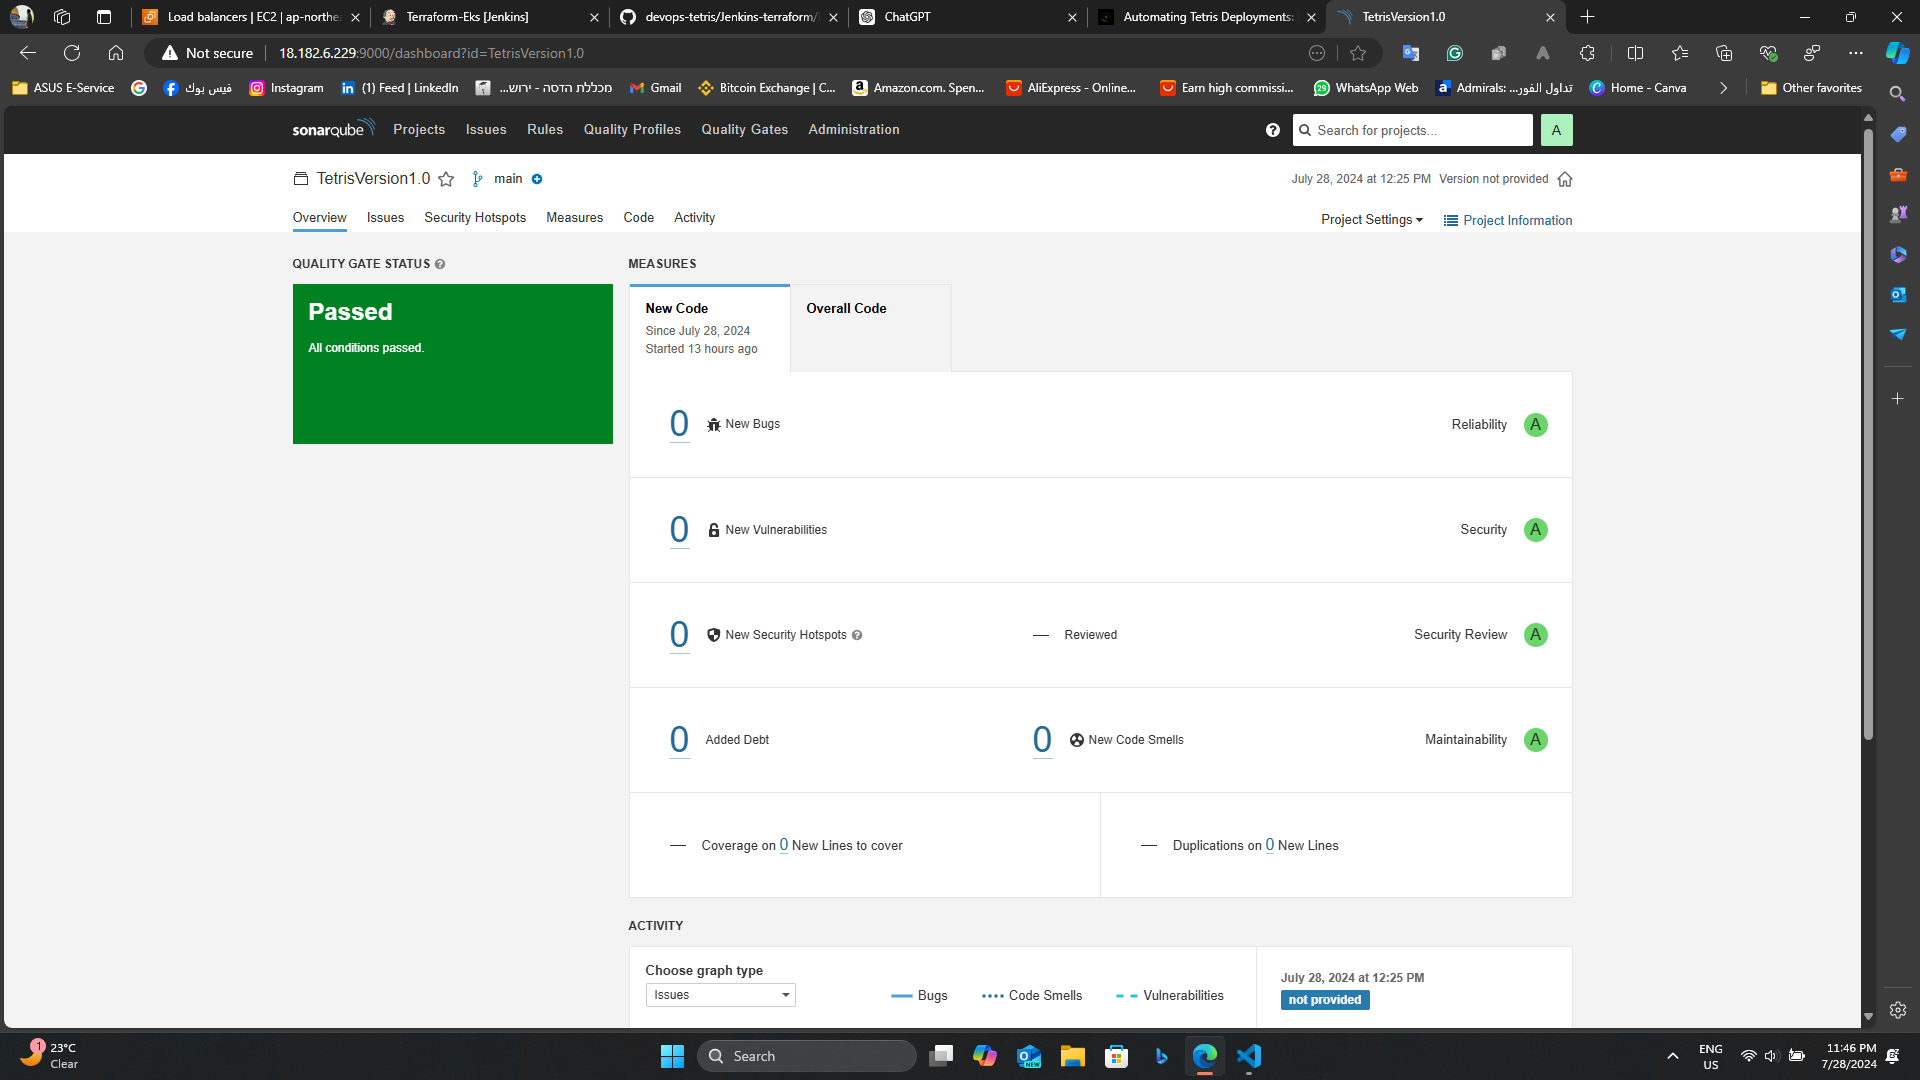 Load balancers | EC2 | ap-northe
Terraform-Eks [Jenkins]
devops-tetris/Jenkins-terraform/
ChatGPT
Automating Tetris Deployments:
TetrisVersion1.0
Not secure
18.182.6.229:9000/dashboard?id=TetrisVersion1.0
ASUS E-Service
فيس بوك
Instagram
(1) Feed | LinkedIn
מכללת הדסה - ירוש...
Gmail
Bitcoin Exchange | C...
Amazon.com. Spen...
AliExpress - Online...
Earn high commissi...
29
WhatsApp Web
Admirals: تداول الفور...
Home - Canva
Other favorites
sonarqube
Projects
Issues
Rules
Quality Profiles
Quality Gates
Administration
Search for projects...
A
TetrisVersion1.0
main
July 28, 2024 at 12:25 PM
Version not provided
Overview
Issues
Security Hotspots
Measures
Code
Activity
Project Settings
Project Information
QUALITY GATE STATUS
Passed
All conditions passed.
MEASURES
New Code
Since July 28, 2024
Started 13 hours ago
Overall Code
0 New Bugs
Reliability A
0 New Vulnerabilities
Security A
0 New Security Hotspots
— Reviewed
Security Review A
0 Added Debt
0 New Code Smells
Maintainability A
— Coverage on 0 New Lines to cover
— Duplications on 0 New Lines
ACTIVITY
Choose graph type
Issues
Bugs
Code Smells
Vulnerabilities
July 28, 2024 at 12:25 PM
not provided
1
23°C
Clear
Search
NEW
ENG
US
11:46 PM
7/28/2024